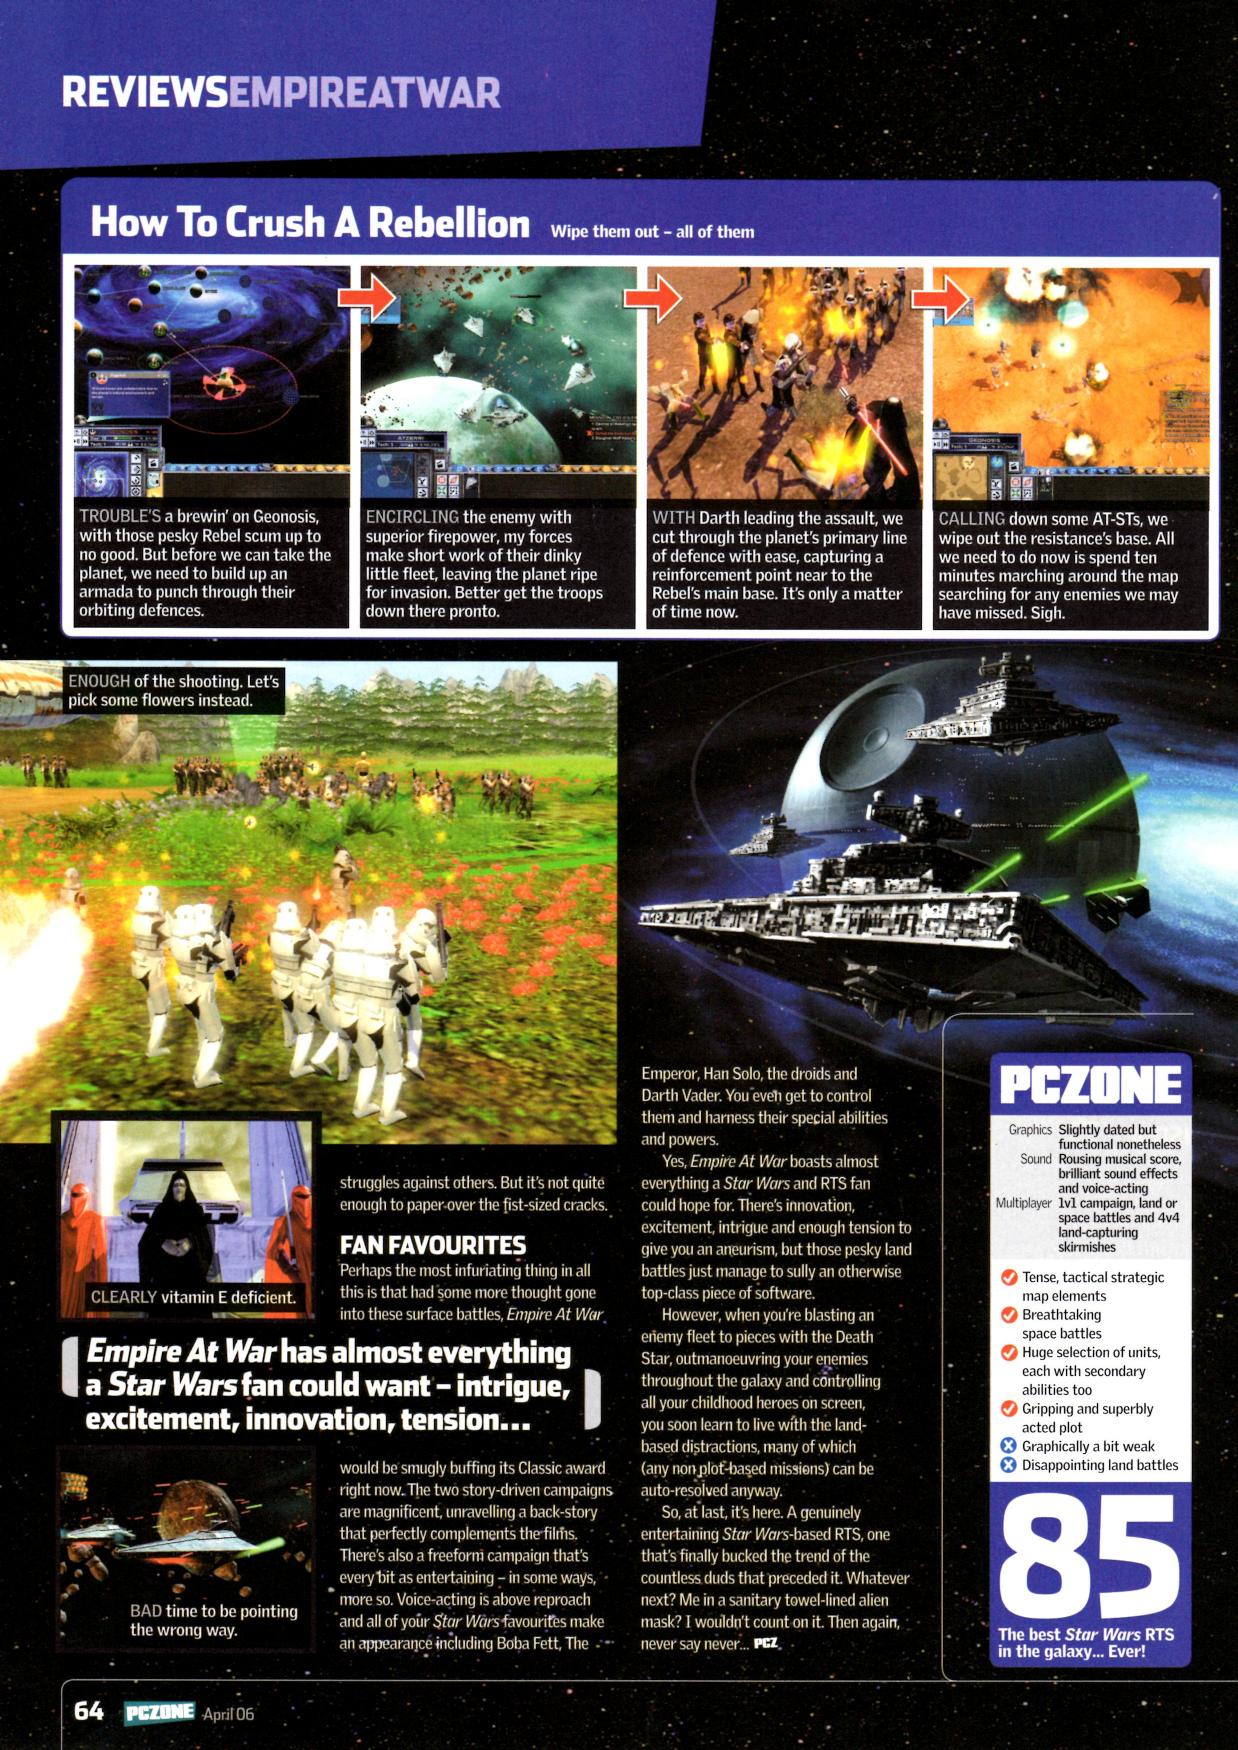 REVIEWSEMPIREATWAR
How To Crush A Rebellion Wipe them out – all of them
TROUBLE'S a brewin' on Geonosis,
with those pesky Rebel scum up to
no good. But before we can take the
planet, we need to build up an
armada to punch through their
orbiting defences.
ENCIRCLING the enemy with
superior firepower, my forces
make short work of their dinky
little fleet, leaving the planet ripe
for invasion. Better get the troops
down there pronto.
WITH Darth leading the assault, we
cut through the planet's primary line
of defence with ease, capturing a
reinforcement point near to the
Rebel's main base. It's only a matter
of time now.
CALLING down some AT-STs, we
wipe out the resistance's base. All
we need to do now is spend ten
minutes marching around the map
searching for any enemies we may
have missed. Sigh.
ENOUGH of the shooting. Let's
pick some flowers instead.
CLEARLY vitamin E deficient.
struggles against others. But it's not quite
enough to paper-over the fist-sized cracks.
FAN FAVOURITES
Perhaps the most infuriating thing in all
this is that had some more thought gone
into these surface battles, Empire At War
Empire At War has almost everything
a Star Wars fan could want – intrigue,
excitement, innovation, tension...
BAD time to be pointing
the wrong way.
would be smugly buffing its Classic award
right now. The two story-driven campaigns
are magnificent, unravelling a back-story
that perfectly complements the films.
There's also a freeform campaign that's
every bit as entertaining – in some ways,
more so. Voice-acting is above reproach
and all of your Star Wars favourites make
an appearance including Boba Fett, The
Emperor, Han Solo, the droids and
Darth Vader. You even get to control
them and harness their special abilities
and powers.
Yes, Empire At War boasts almost
everything a Star Wars and RTS fan
could hope for. There's innovation,
excitement, intrigue and enough tension to
give you an aneurism, but those pesky land
battles just manage to sully an otherwise
top-class piece of software.
However, when you're blasting an
enemy fleet to pieces with the Death
Star, outmanoeuvring your enemies
throughout the galaxy and controlling
all your childhood heroes on screen,
you soon learn to live with the land-
based distractions, many of which
(any non plot-based missions) can be
auto-resolved anyway.
So, at last, it's here. A genuinely
entertaining Star Wars-based RTS, one
that's finally bucked the trend of the
countless duds that preceded it. Whatever
next? Me in a sanitary towel-lined alien
mask? I wouldn't count on it. Then again,
never say never... PCZ
PCZONE
Graphics Slightly dated but
functional nonetheless
Sound Rousing musical score,
brilliant sound effects
and voice-acting
Multiplayer 1v1 campaign, land or
space battles and 4v4
land-capturing
skirmishes
Tense, tactical strategic
map elements
Breathtaking
space battles
Huge selection of units,
each with secondary
abilities too
Gripping and superbly
acted plot
Graphically a bit weak
Disappointing land battles
85
The best Star Wars RTS
in the galaxy... Ever!
64 PCZONE April 06